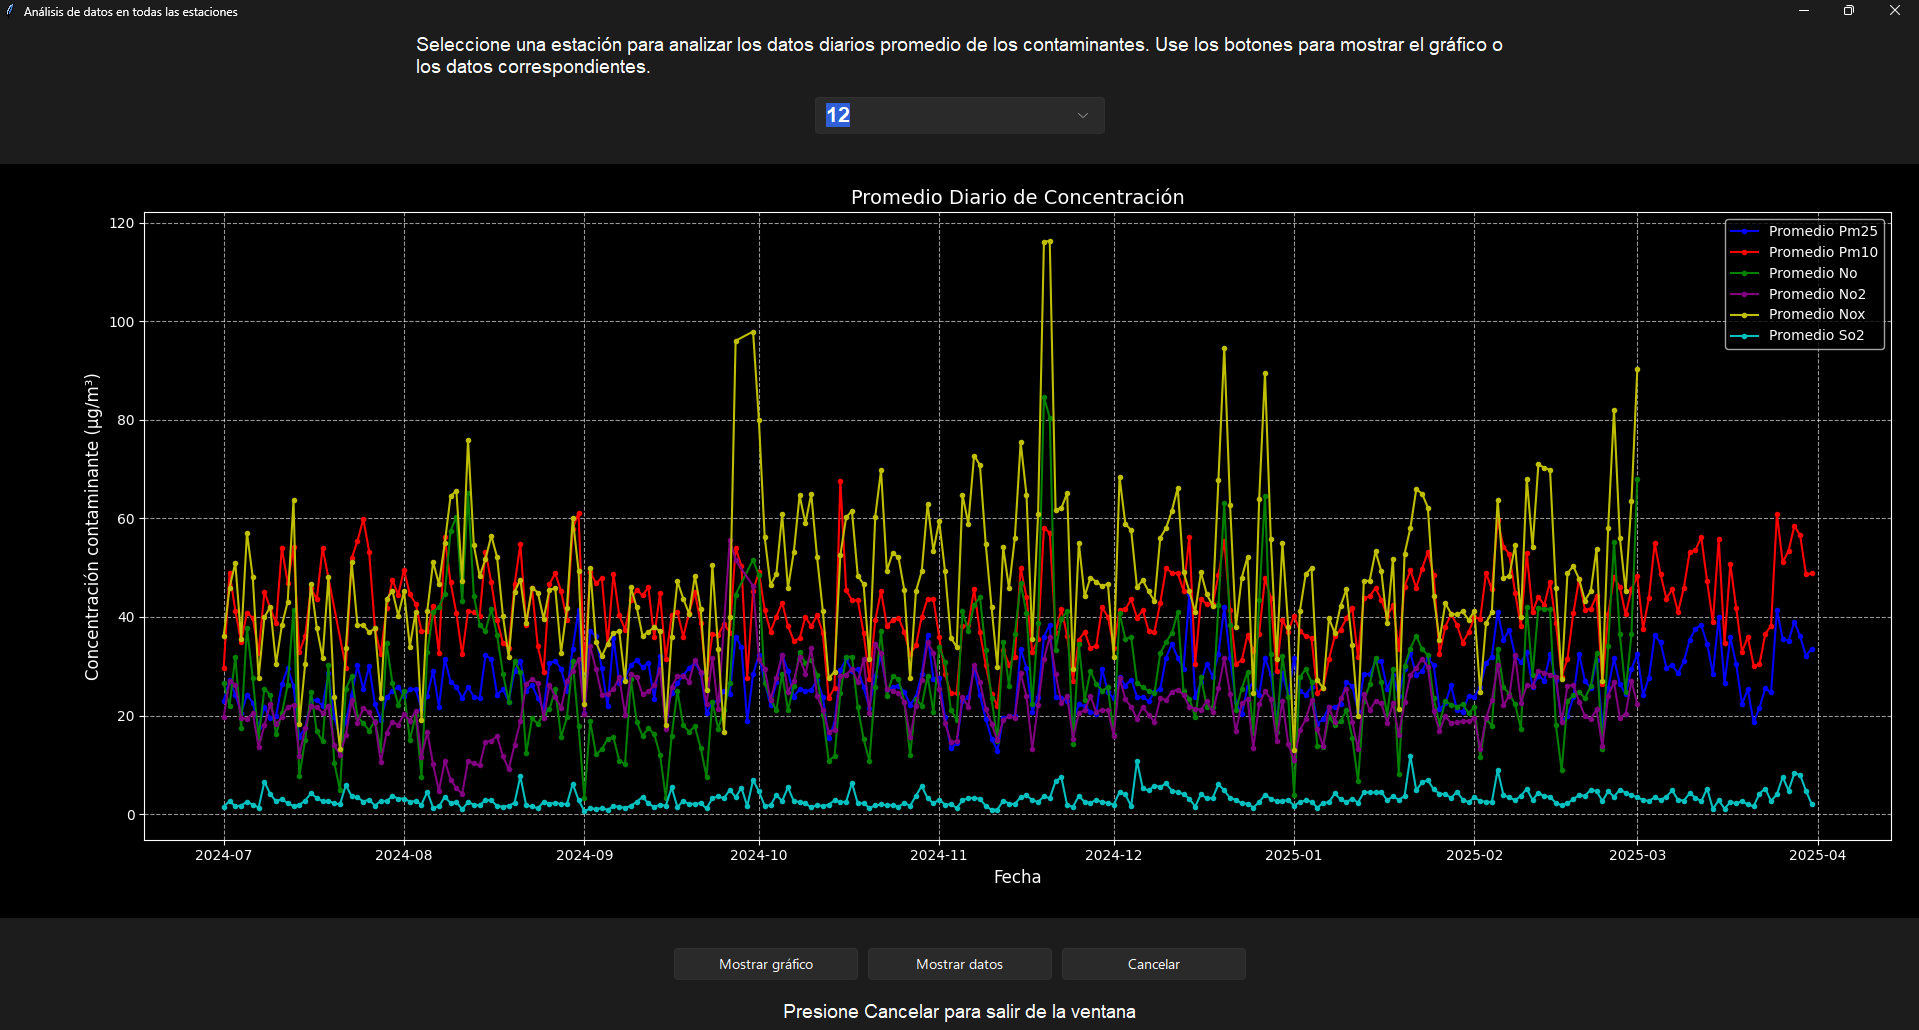 Análisis de datos en todas las estaciones
Seleccione una estación para analizar los datos diarios promedio de los contaminantes. Use los botones para mostrar el gráfico o
los datos correspondientes.
12
Promedio Diario de Concentración
Concentración contaminante (µg/m³)
120
100
80
60
40
20
0
Promedio Pm25
Promedio Pm10
Promedio No
Promedio No2
Promedio Nox
Promedio So2
2024-07 2024-08 2024-09 2024-10 2024-11 2024-12 2025-01 2025-02 2025-03 2025-04
Fecha
Mostrar gráfico Mostrar datos Cancelar
Presione Cancelar para salir de la ventana